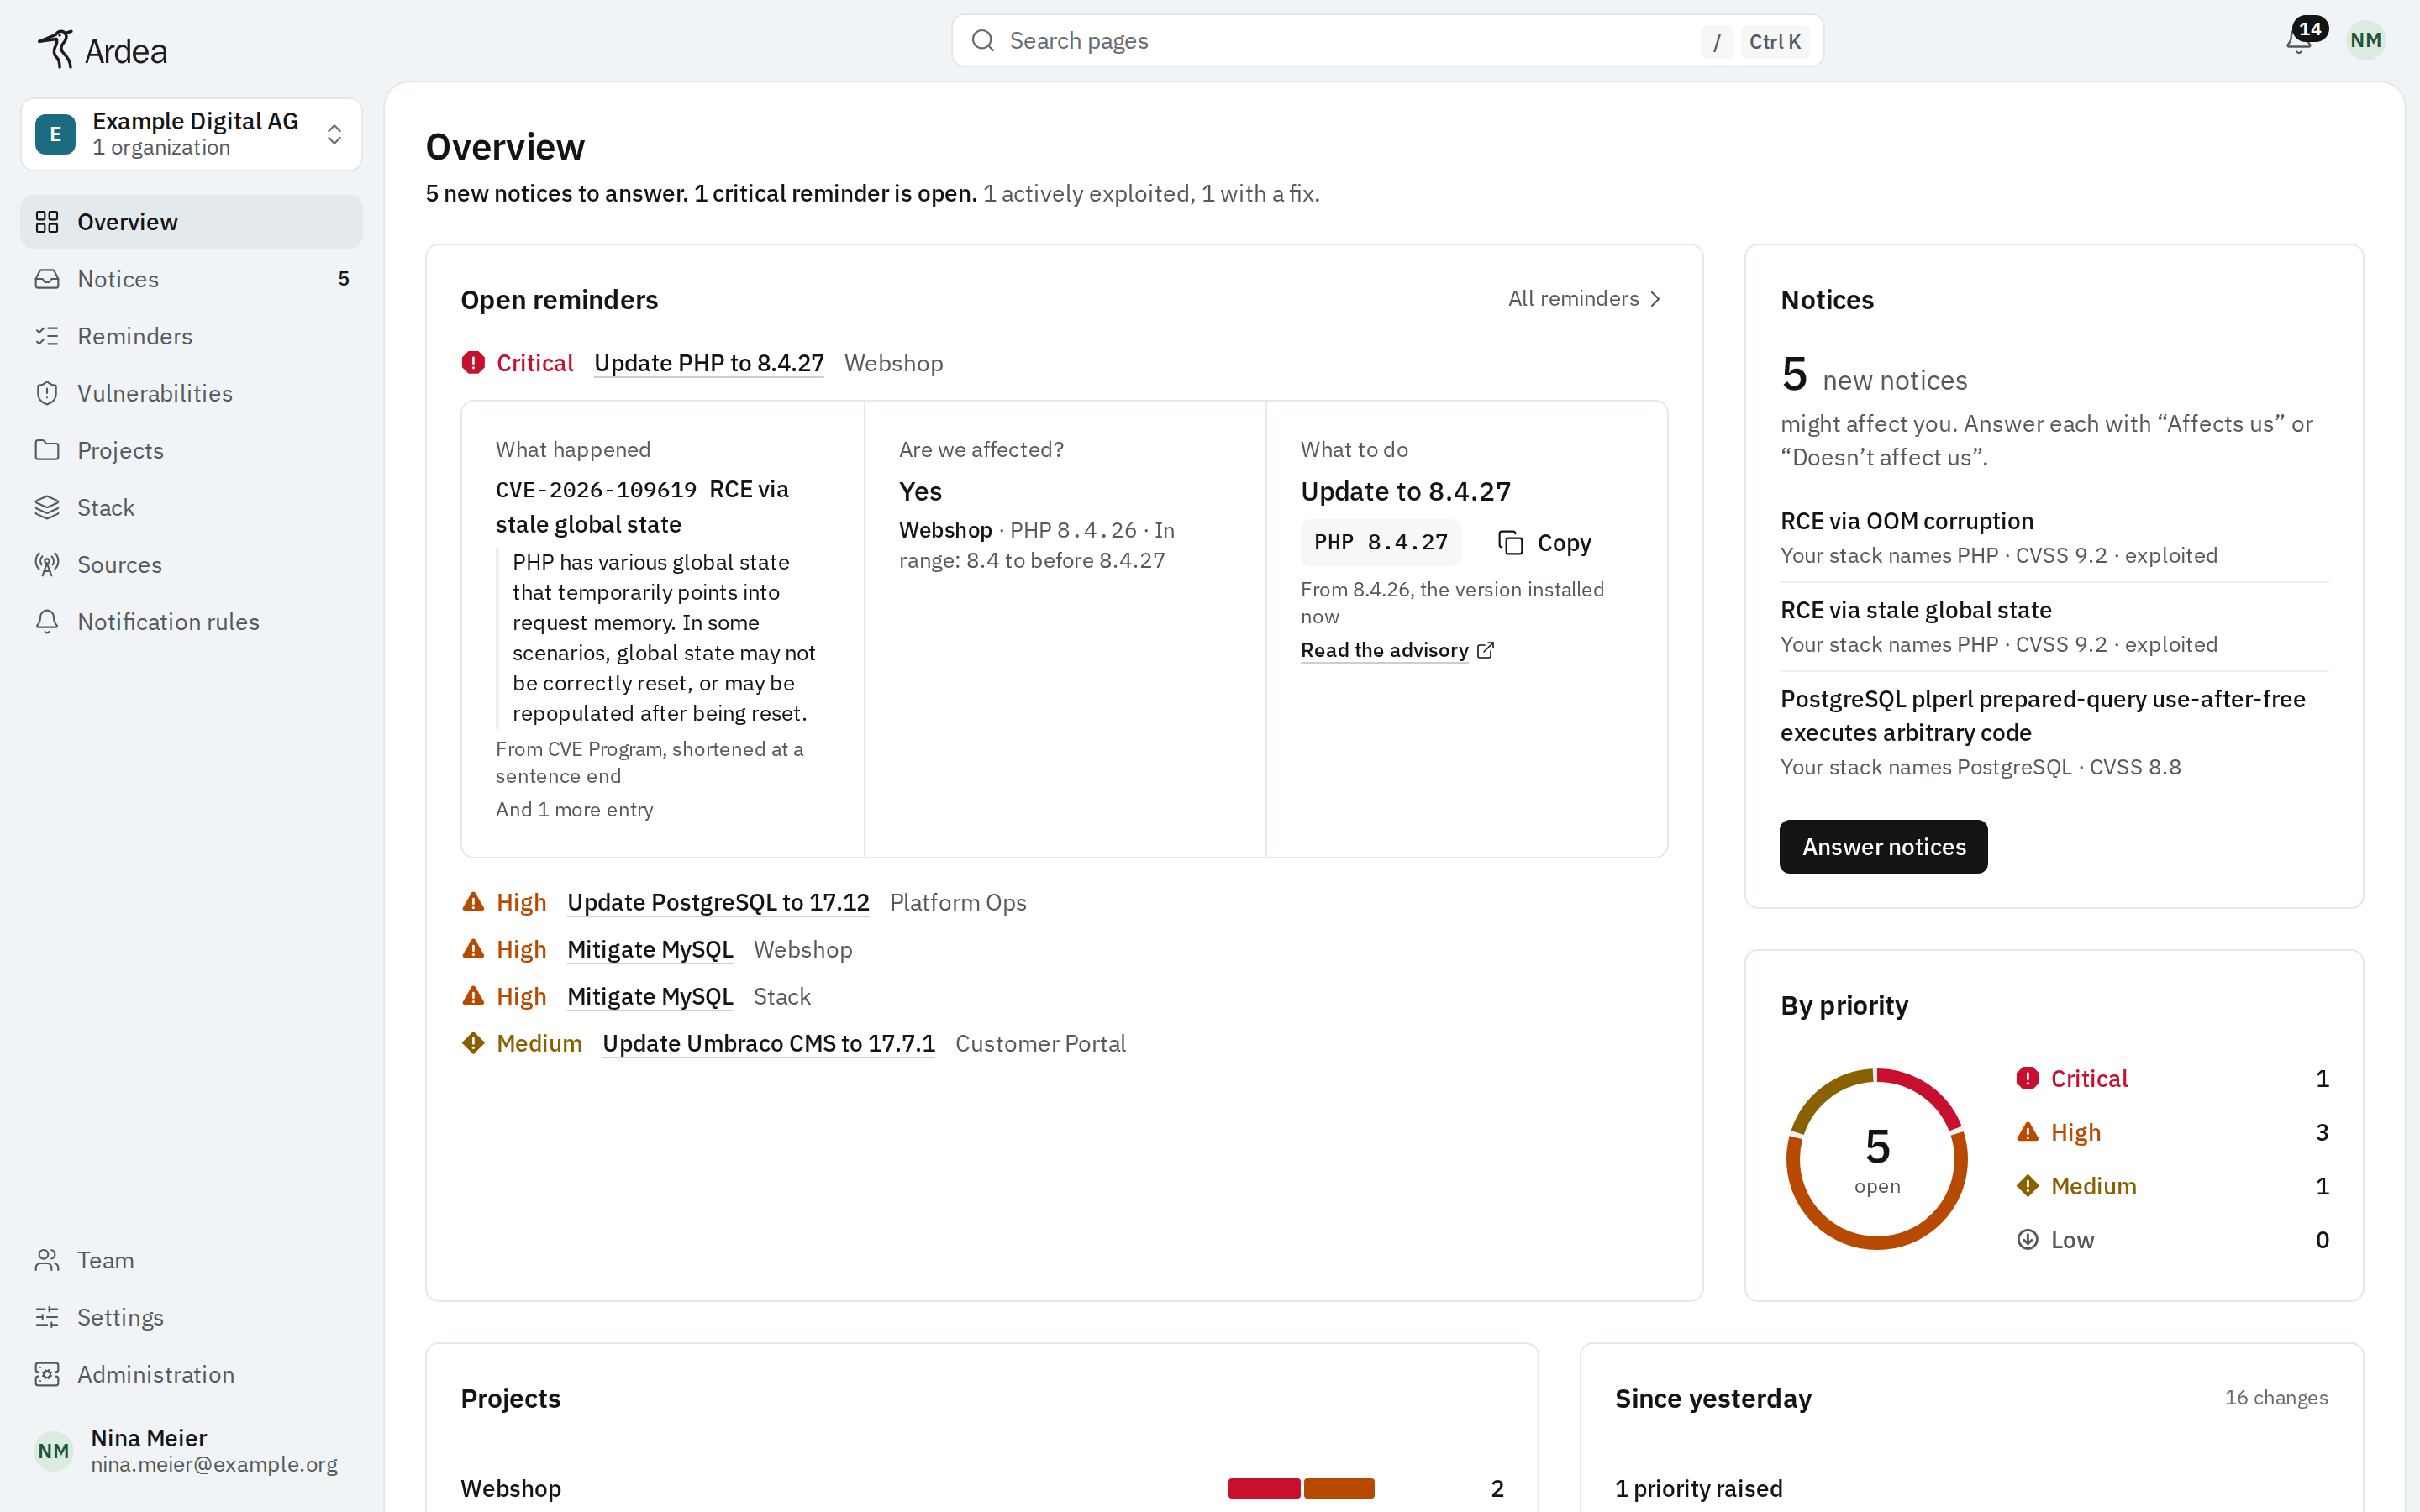 Ardea
Search pages
/
Ctrl K
14
NM
E
Example Digital AG
1 organization
Overview
Notices
5
Reminders
Vulnerabilities
Projects
Stack
Sources
Notification rules
Team
Settings
Administration
NM
Nina Meier
nina.meier@example.org
Overview
5 new notices to answer. 1 critical reminder is open. 1 actively exploited, 1 with a fix.
Open reminders
All reminders
Critical Update PHP to 8.4.27 Webshop
What happened
CVE-2026-109619 RCE via
stale global state
PHP has various global state
that temporarily points into
request memory. In some
scenarios, global state may not
be correctly reset, or may be
repopulated after being reset.
From CVE Program, shortened at a
sentence end
And 1 more entry
Are we affected?
Yes
Webshop · PHP 8.4.26 · In
range: 8.4 to before 8.4.27
What to do
Update to 8.4.27
PHP 8.4.27
Copy
From 8.4.26, the version installed
now
Read the advisory
High Update PostgreSQL to 17.12 Platform Ops
High Mitigate MySQL Webshop
High Mitigate MySQL Stack
Medium Update Umbraco CMS to 17.7.1 Customer Portal
Notices
5 new notices
might affect you. Answer each with “Affects us” or
“Doesn’t affect us”.
RCE via OOM corruption
Your stack names PHP · CVSS 9.2 · exploited
RCE via stale global state
Your stack names PHP · CVSS 9.2 · exploited
PostgreSQL plperl prepared-query use-after-free
executes arbitrary code
Your stack names PostgreSQL · CVSS 8.8
Answer notices
By priority
5
open
Critical 1
High 3
Medium 1
Low 0
Projects
Webshop 2
Since yesterday
16 changes
1 priority raised